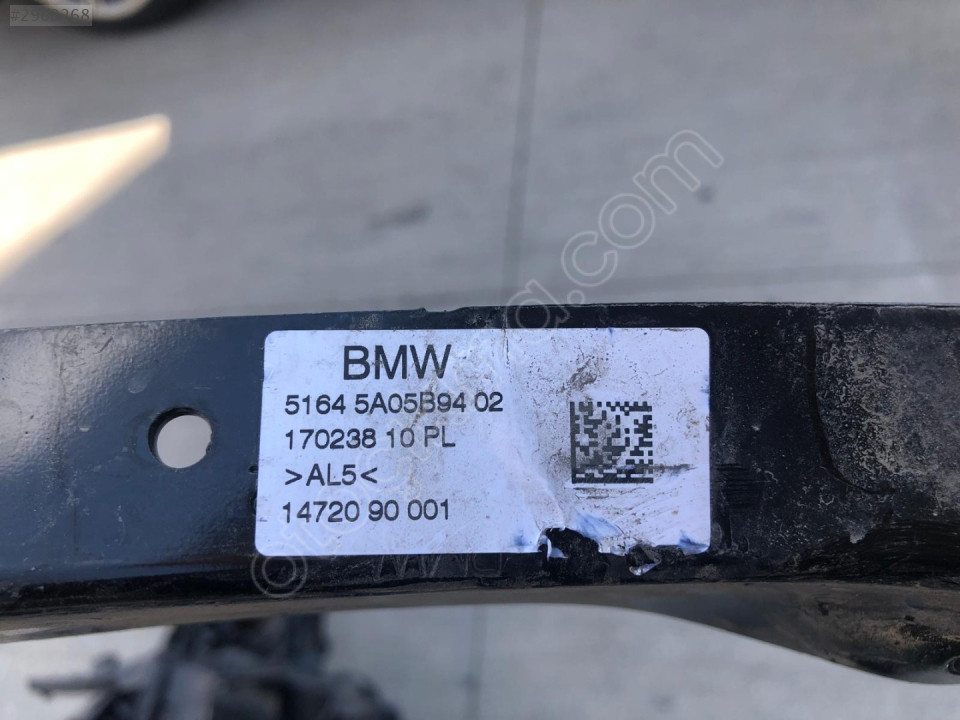 BMW
5164 5A05B94 02
170238 10 PL
>AL5<
14720 90 001